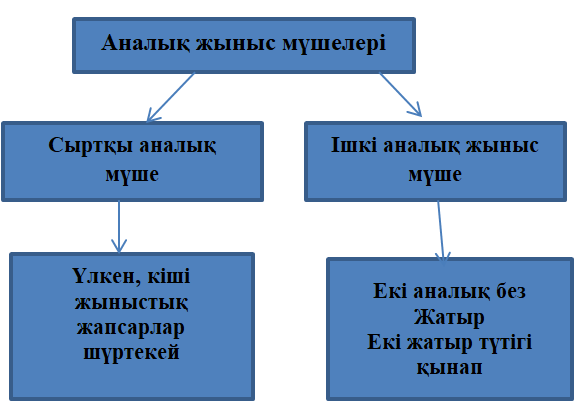 Аналық жыныс мүшелері
Сыртқы аналық
мүше
Ішкі аналық жыныс
мүше
Үлкен, кіші
жыныстық
жапсарлар
шүртекей
Екі аналық без
Жатыр
Екі жатыр түтігі
қынап